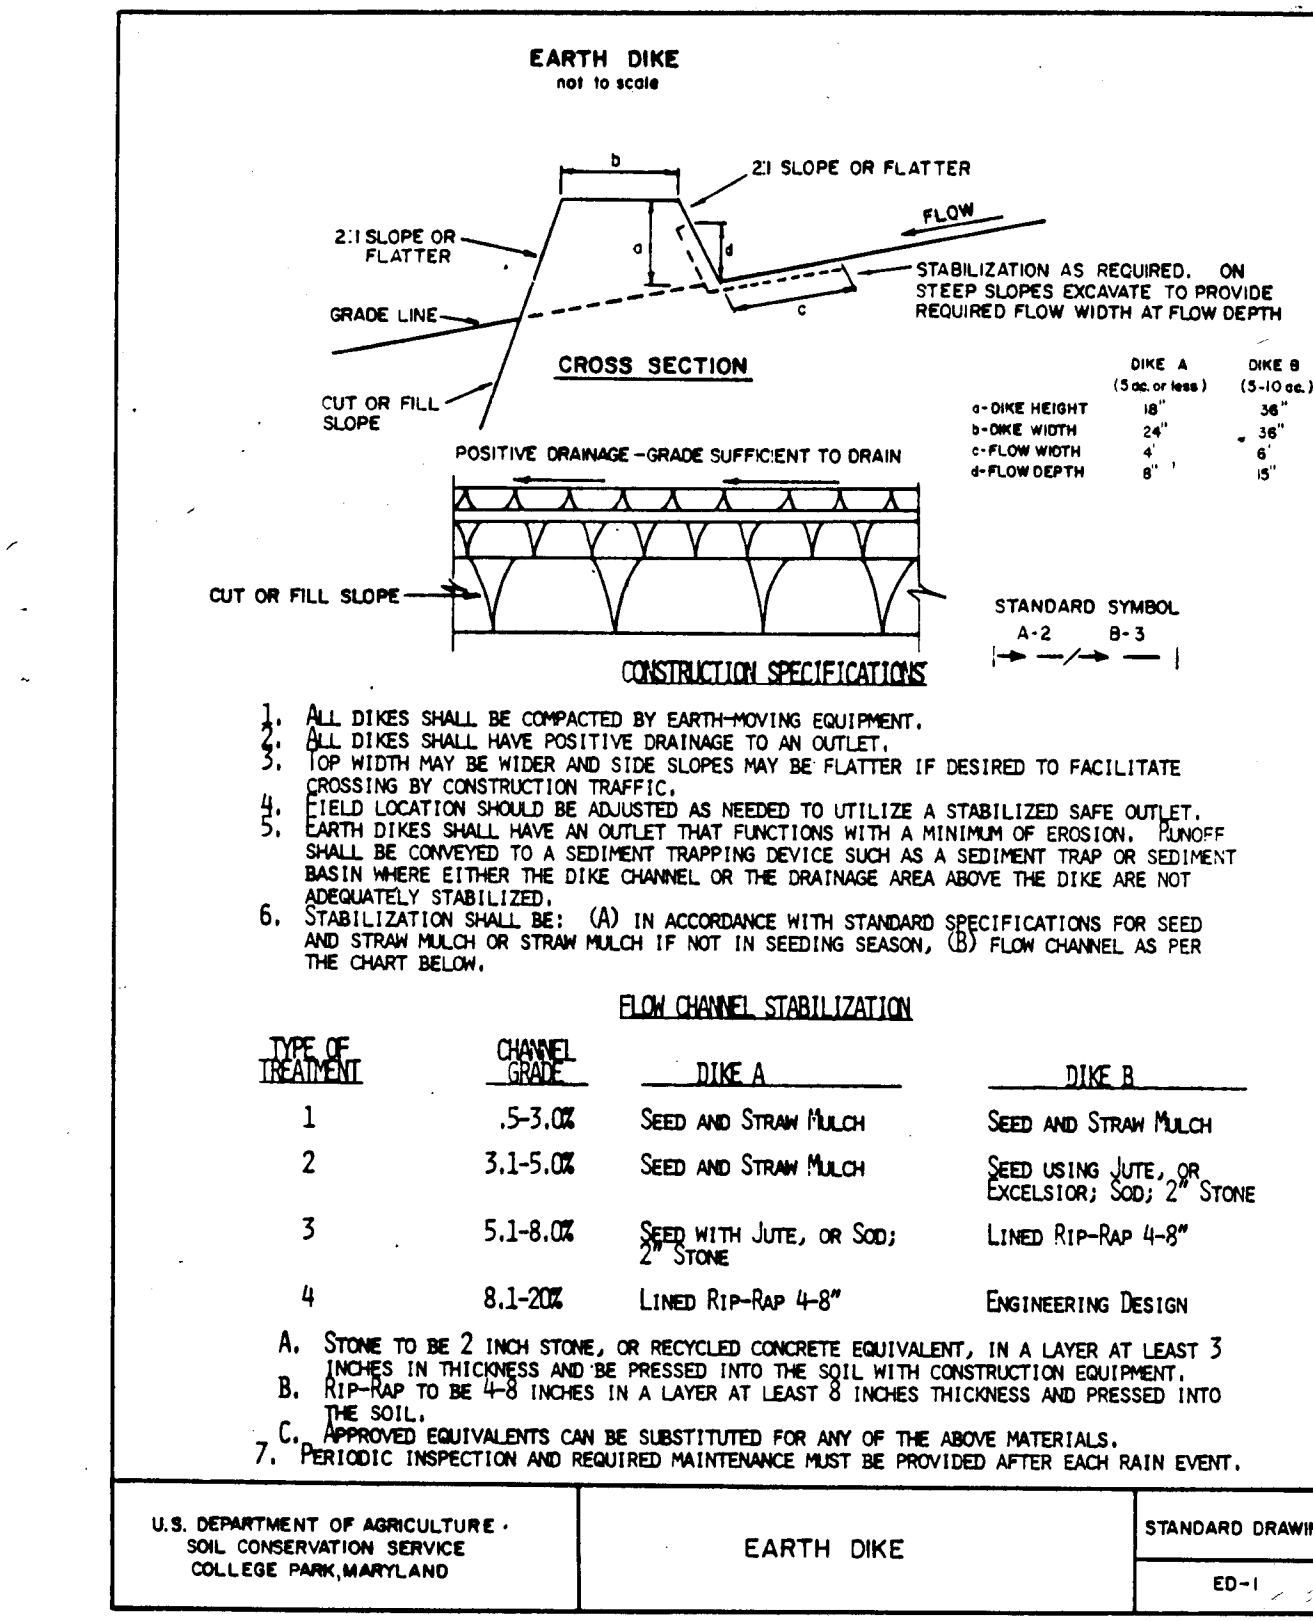 EARTH DIKE
not to scale
b
2:1 SLOPE OR FLATTER
FLOW
2:1 SLOPE OR
FLATTER
a
d
STABILIZATION AS REQUIRED. ON
STEEP SLOPES EXCAVATE TO PROVIDE
REQUIRED FLOW WIDTH AT FLOW DEPTH
GRADE LINE
c
CROSS SECTION
CUT OR FILL
SLOPE
DIKE A DIKE B
(5 ac. or less) (5-10 ac.)
a-DIKE HEIGHT 18" 36"
b-DIKE WIDTH 24" 36"
c-FLOW WIDTH 4' 6'
d-FLOW DEPTH 8" 15"
POSITIVE DRAINAGE-GRADE SUFFICIENT TO DRAIN
CUT OR FILL SLOPE
STANDARD SYMBOL
A-2 B-3
CONSTRUCTION SPECIFICATIONS
1. ALL DIKES SHALL BE COMPACTED BY EARTH-MOVING EQUIPMENT.
2. ALL DIKES SHALL HAVE POSITIVE DRAINAGE TO AN OUTLET.
3. TOP WIDTH MAY BE WIDER AND SIDE SLOPES MAY BE FLATTER IF DESIRED TO FACILITATE
CROSSING BY CONSTRUCTION TRAFFIC.
4. FIELD LOCATION SHOULD BE ADJUSTED AS NEEDED TO UTILIZE A STABILIZED SAFE OUTLET.
5. EARTH DIKES SHALL HAVE AN OUTLET THAT FUNCTIONS WITH A MINIMUM OF EROSION. RUNOFF
SHALL BE CONVEYED TO A SEDIMENT TRAPPING DEVICE SUCH AS A SEDIMENT TRAP OR SEDIMENT
BASIN WHERE EITHER THE DIKE CHANNEL OR THE DRAINAGE AREA ABOVE THE DIKE ARE NOT
ADEQUATELY STABILIZED.
6. STABILIZATION SHALL BE: (A) IN ACCORDANCE WITH STANDARD SPECIFICATIONS FOR SEED
AND STRAW MULCH OR STRAW MULCH IF NOT IN SEEDING SEASON, (B) FLOW CHANNEL AS PER
THE CHART BELOW.
FLOW CHANNEL STABILIZATION
TYPE OF TREATMENT CHANNEL GRADE DIKE A DIKE B
1 .5-3.0% SEED AND STRAW MULCH SEED AND STRAW MULCH
2 3.1-5.0% SEED AND STRAW MULCH SEED USING JUTE, OR
EXCELSIOR; SOD; 2" STONE
3 5.1-8.0% SEED WITH JUTE, OR SOD; LINED RIP-RAP 4-8"
2" STONE
4 8.1-20% LINED RIP-RAP 4-8" ENGINEERING DESIGN
A. STONE TO BE 2 INCH STONE, OR RECYCLED CONCRETE EQUIVALENT, IN A LAYER AT LEAST 3
INCHES IN THICKNESS AND BE PRESSED INTO THE SOIL WITH CONSTRUCTION EQUIPMENT.
B. RIP-RAP TO BE 4-8 INCHES IN A LAYER AT LEAST 8 INCHES THICKNESS AND PRESSED INTO
THE SOIL.
C. APPROVED EQUIVALENTS CAN BE SUBSTITUTED FOR ANY OF THE ABOVE MATERIALS.
7. PERIODIC INSPECTION AND REQUIRED MAINTENANCE MUST BE PROVIDED AFTER EACH RAIN EVENT.
U.S. DEPARTMENT OF AGRICULTURE
SOIL CONSERVATION SERVICE
COLLEGE PARK, MARYLAND
EARTH DIKE
STANDARD DRAWIN
ED-1